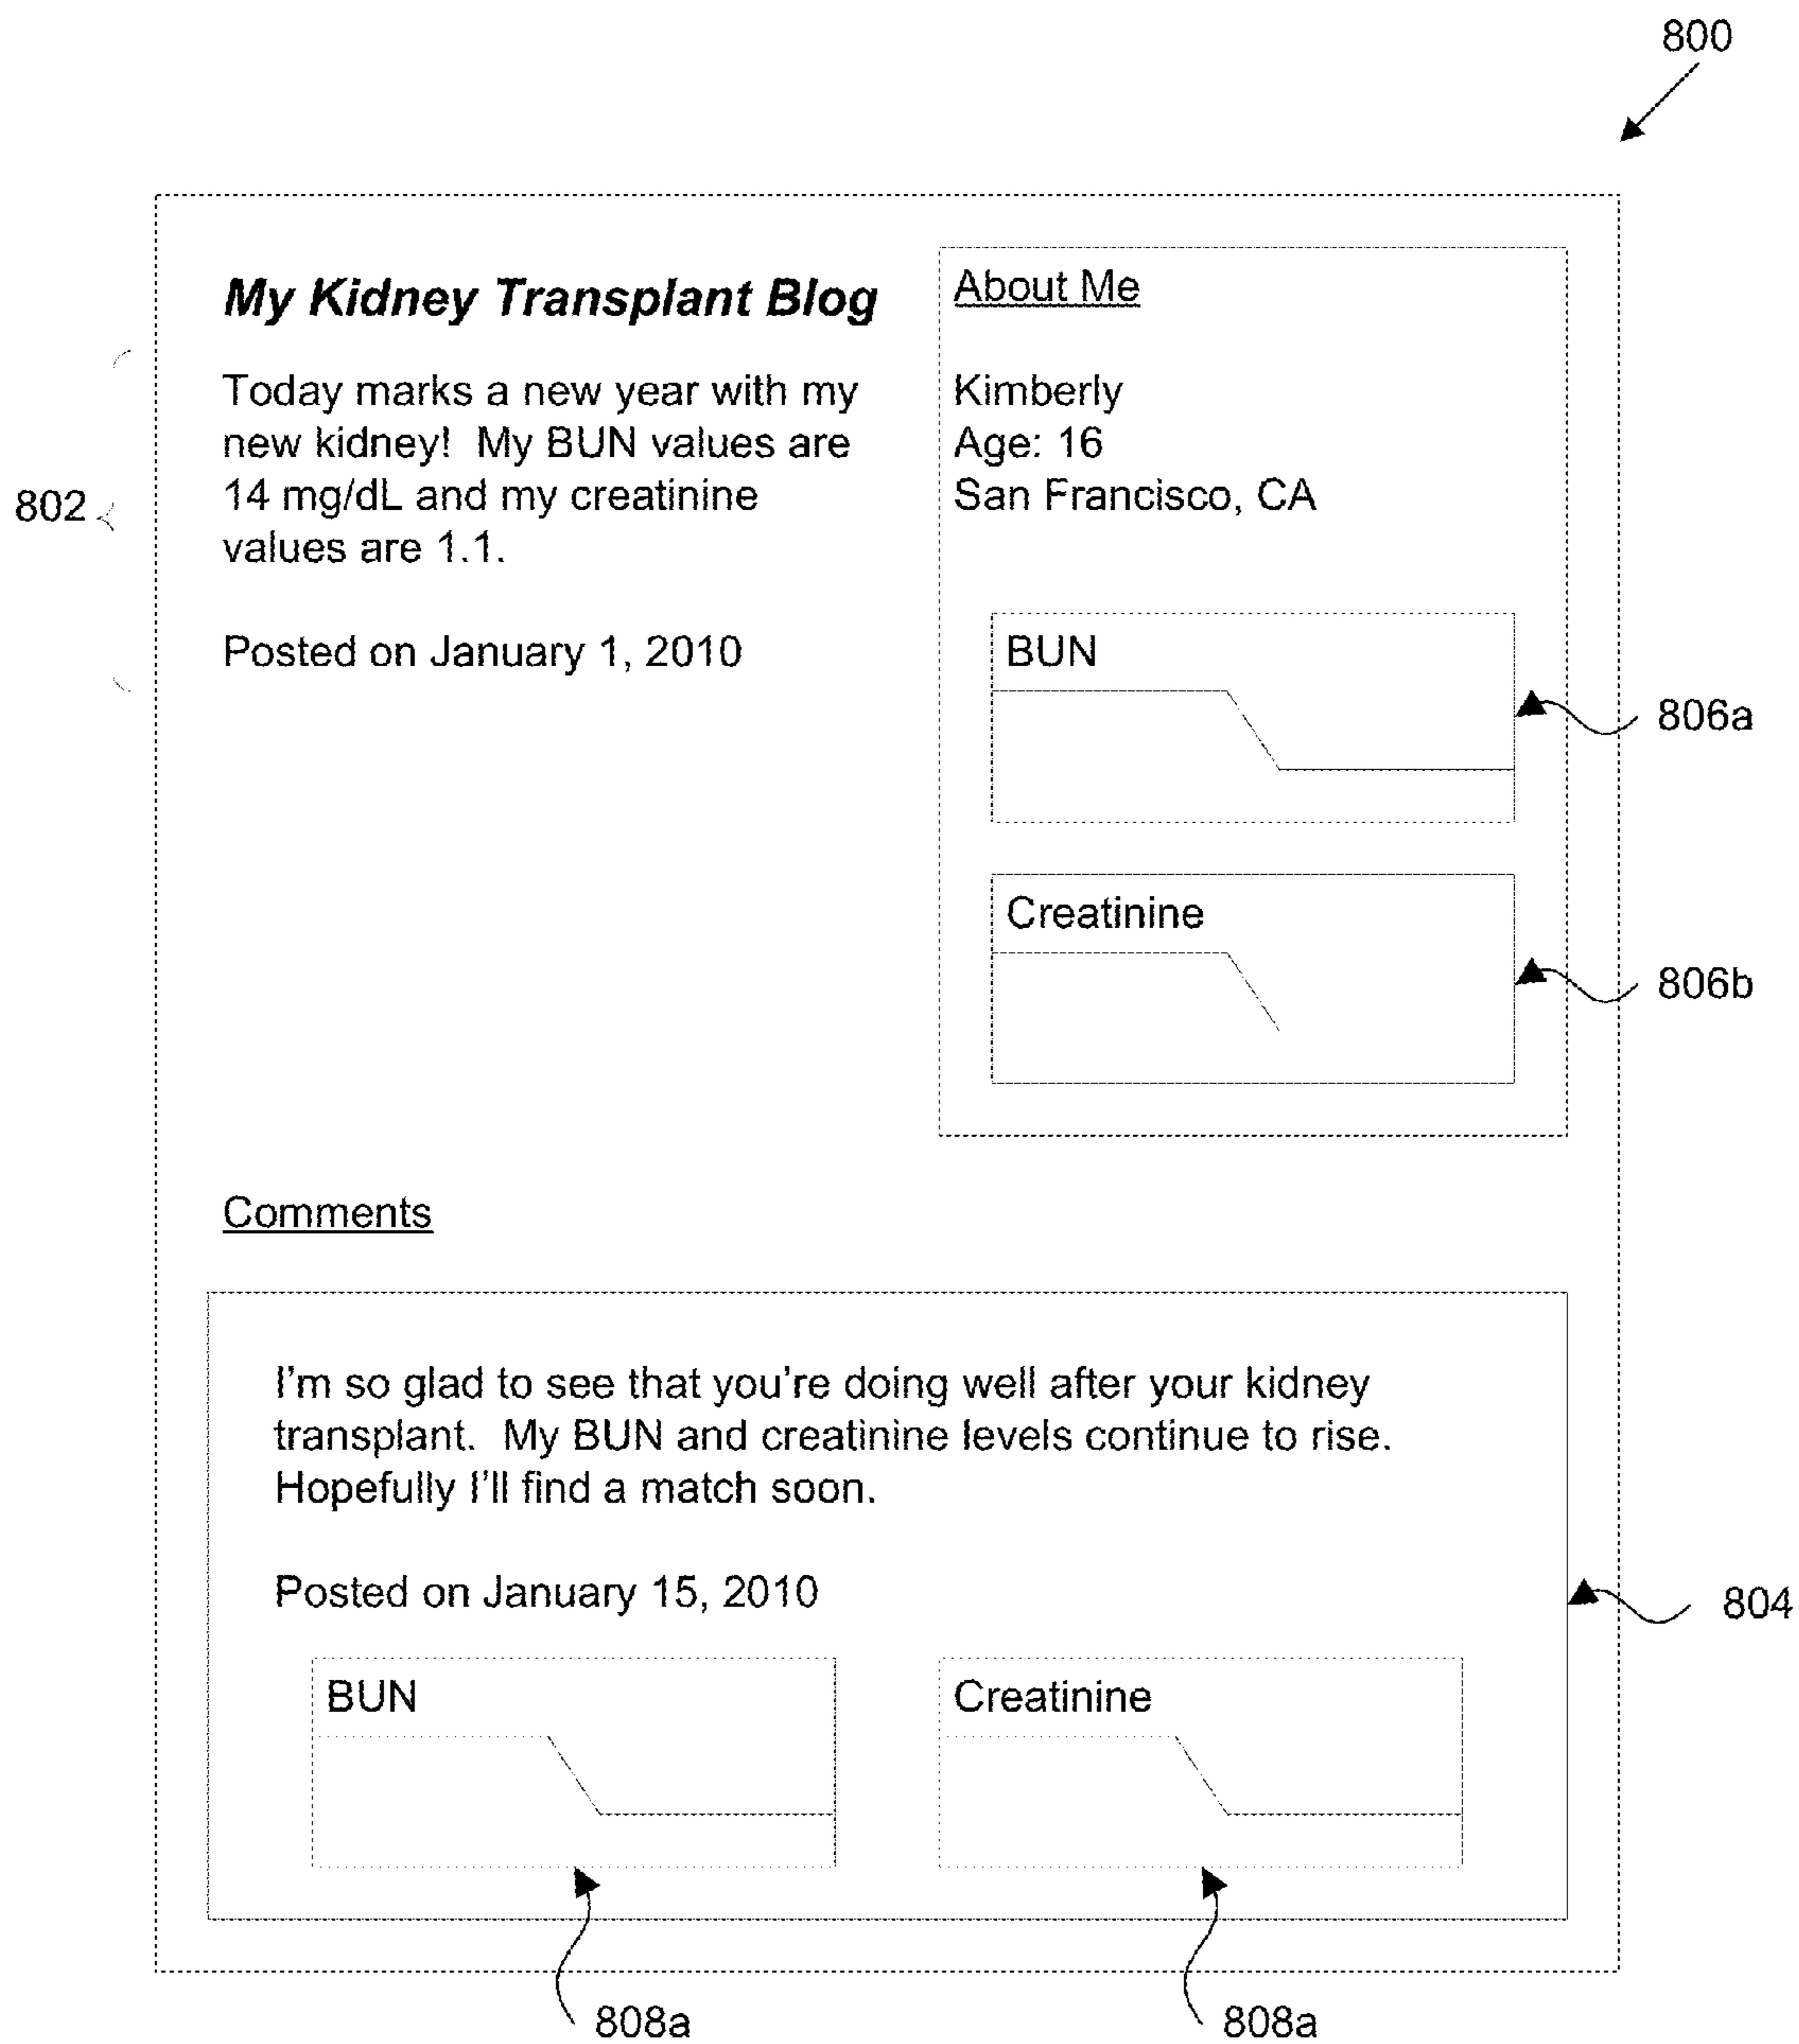 800
My Kidney Transplant Blog
Today marks a new year with my
new kidney!  My BUN values are
14 mg/dL and my creatinine
values are 1.1.
Posted on January 1, 2010
802
About Me
Kimberly
Age: 16
San Francisco, CA
BUN
806a
Creatinine
806b
Comments
I'm so glad to see that you're doing well after your kidney
transplant.  My BUN and creatinine levels continue to rise.
Hopefully I'll find a match soon.
Posted on January 15, 2010
804
BUN
Creatinine
808a
808a